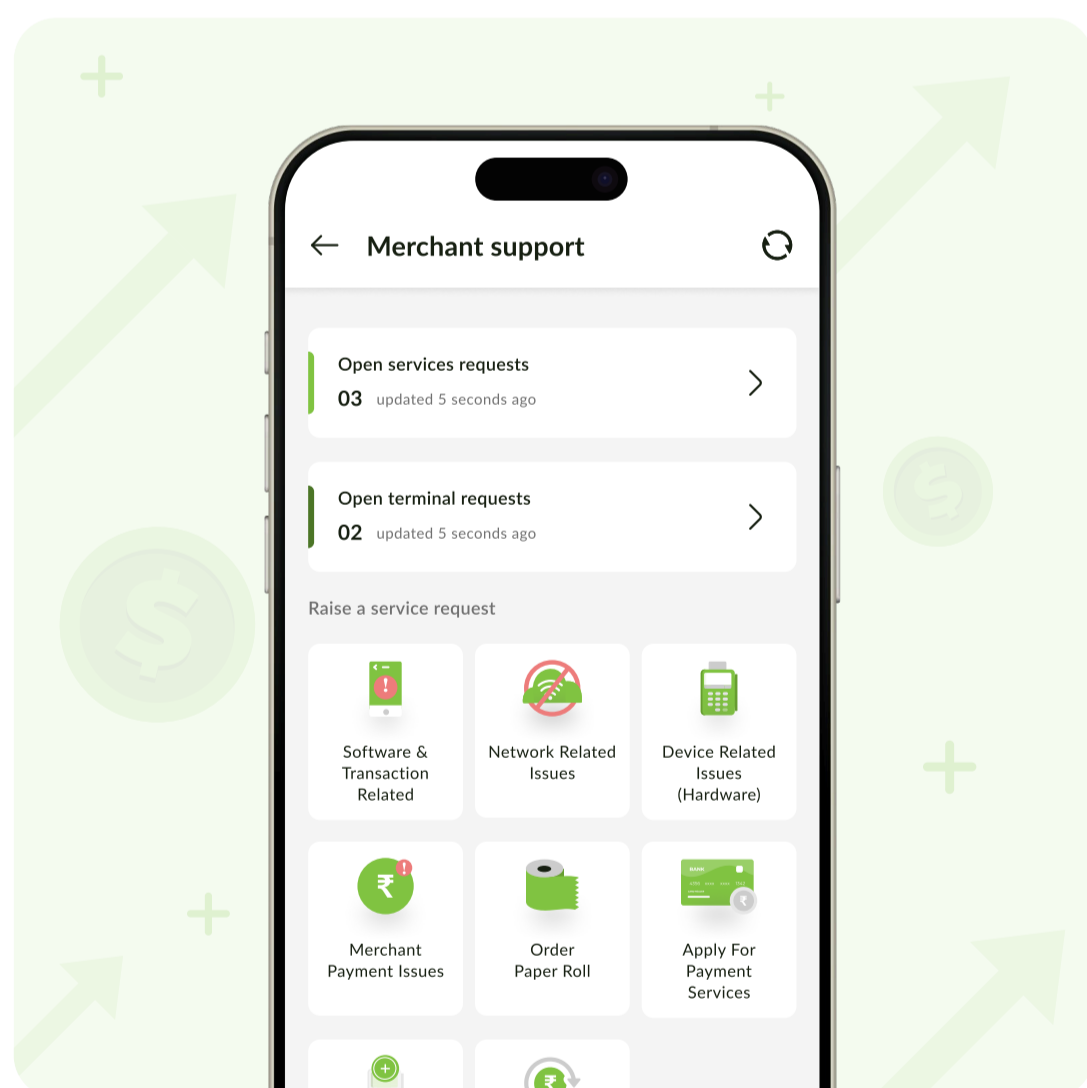 Merchant support
Open services requests
03 updated 5 seconds ago
Open terminal requests
02 updated 5 seconds ago
Raise a service request
Software &
Transaction
Related
Network Related
Issues
Device Related
Issues
(Hardware)
₹
Merchant
Payment Issues
Order
Paper Roll
BANK
₹
Apply For
Payment
Services
₹